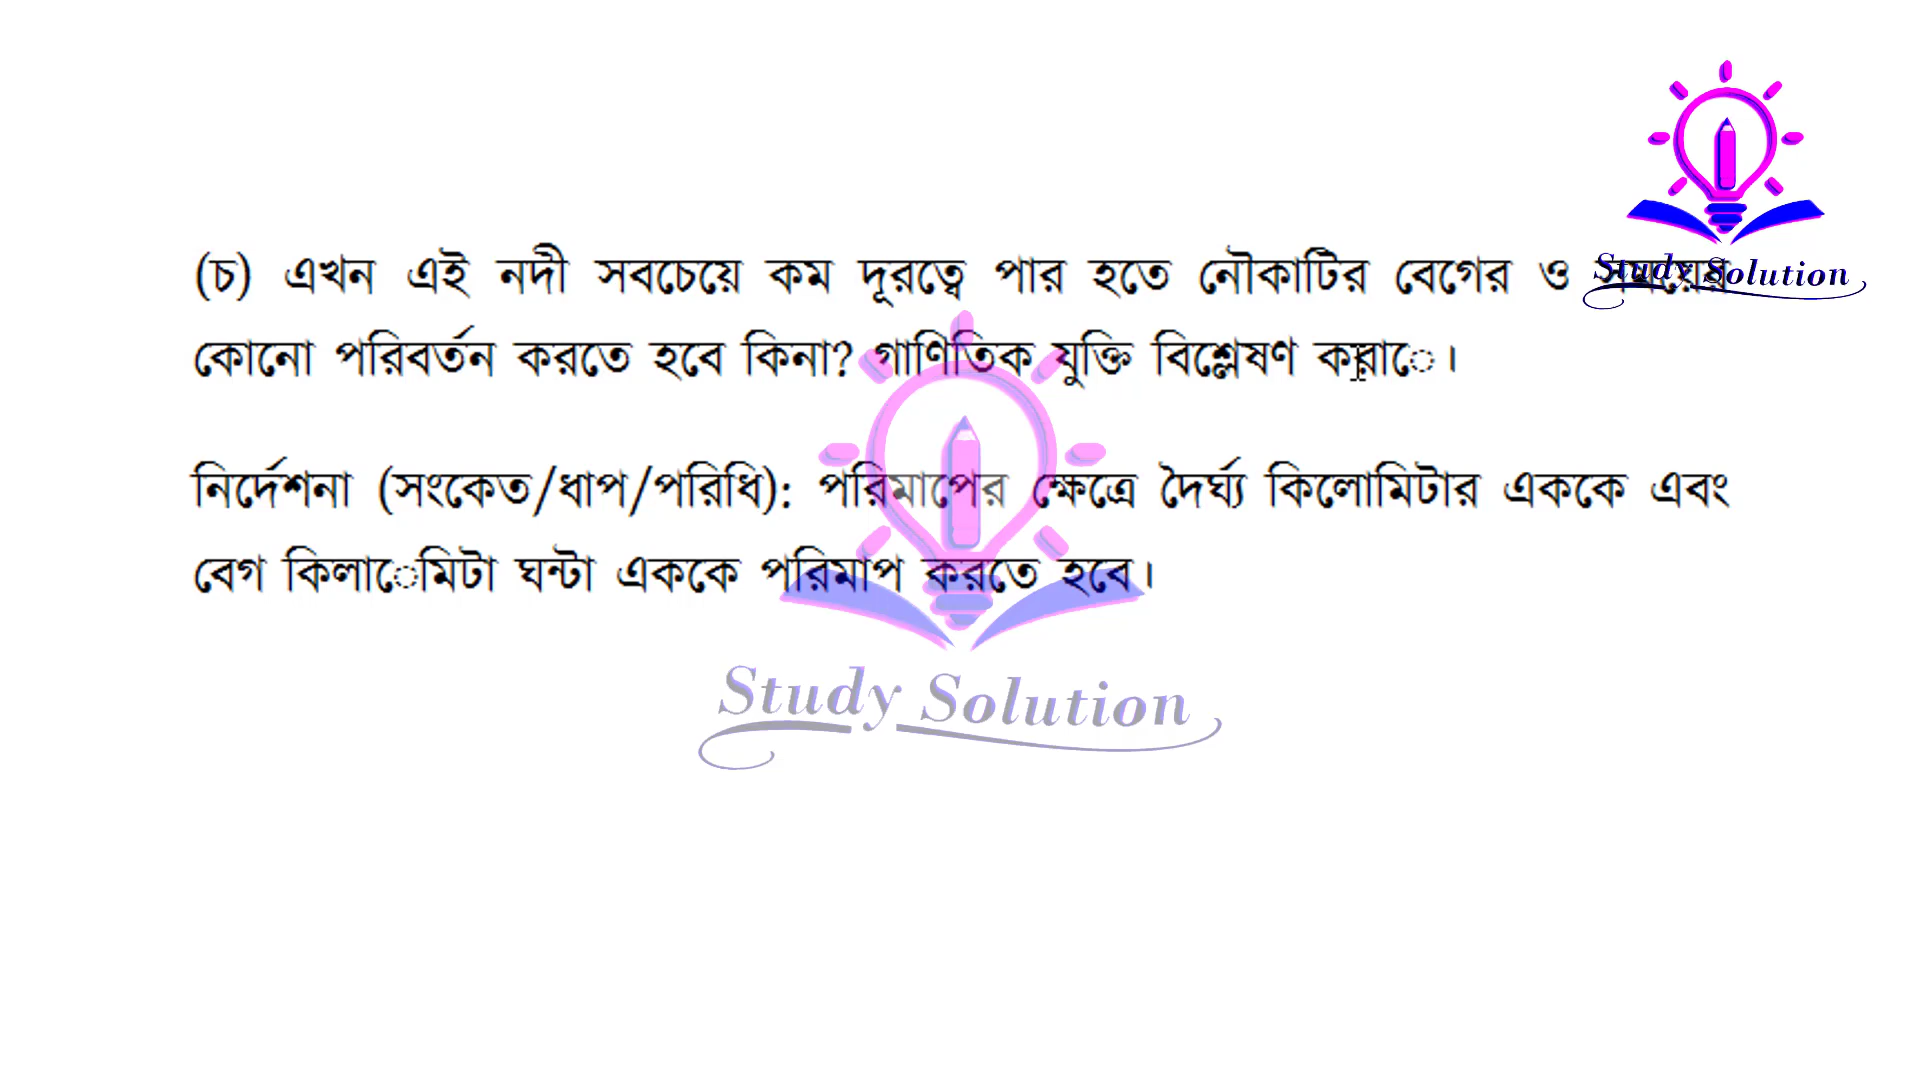 Study Solution
(চ) এখন এই নদী সবচেয়ে কম দূরত্বে পার হতে নৌকাটির বেগের ও সময়ের
কোনো পরিবর্তন করতে হবে কিনা? গাণিতিক যুক্তি বিশ্লেষণ করাে।
নির্দেশনা (সংকেত/ধাপ/পরিধি): পরিমাপের ক্ষেত্রে দৈর্ঘ্য কিলোমিটার এককে এবং
বেগ কিলােমিটা ঘন্টা এককে পরিমাপ করতে হবে।
Study Solution